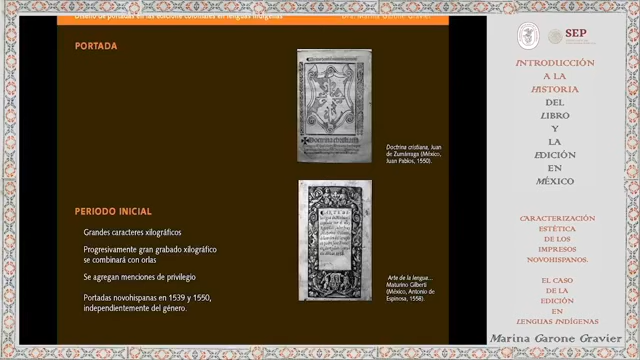 Diseño de portadas en las ediciones coloniales en lenguas indígenas
Dra. Marina Garone Gravier
PORTADA
Doctrina cristiana, Juan
de Zumárraga (México,
Juan Pablos, 1550).
PERIODO INICIAL
Grandes caracteres xilográficos
Progresivamente gran grabado xilográfico
se combinará con orlas
Se agregan menciones de privilegio
Portadas novohispanas en 1539 y 1550,
independientemente del género.
Arte de la lengua...
Maturino Gilberti
(México, Antonio de
Espinosa, 1558).
SEP
INTRODUCCIÓN
A LA
HISTORIA
DEL
LIBRO
Y
LA
EDICIÓN
EN
MÉXICO
CARACTERIZACIÓN
ESTÉTICA
DE LOS
IMPRESOS
NOVOHISPANOS.
EL CASO
DE LA
EDICIÓN
EN
LENGUAS INDÍGENAS
Marina Garone Gravier